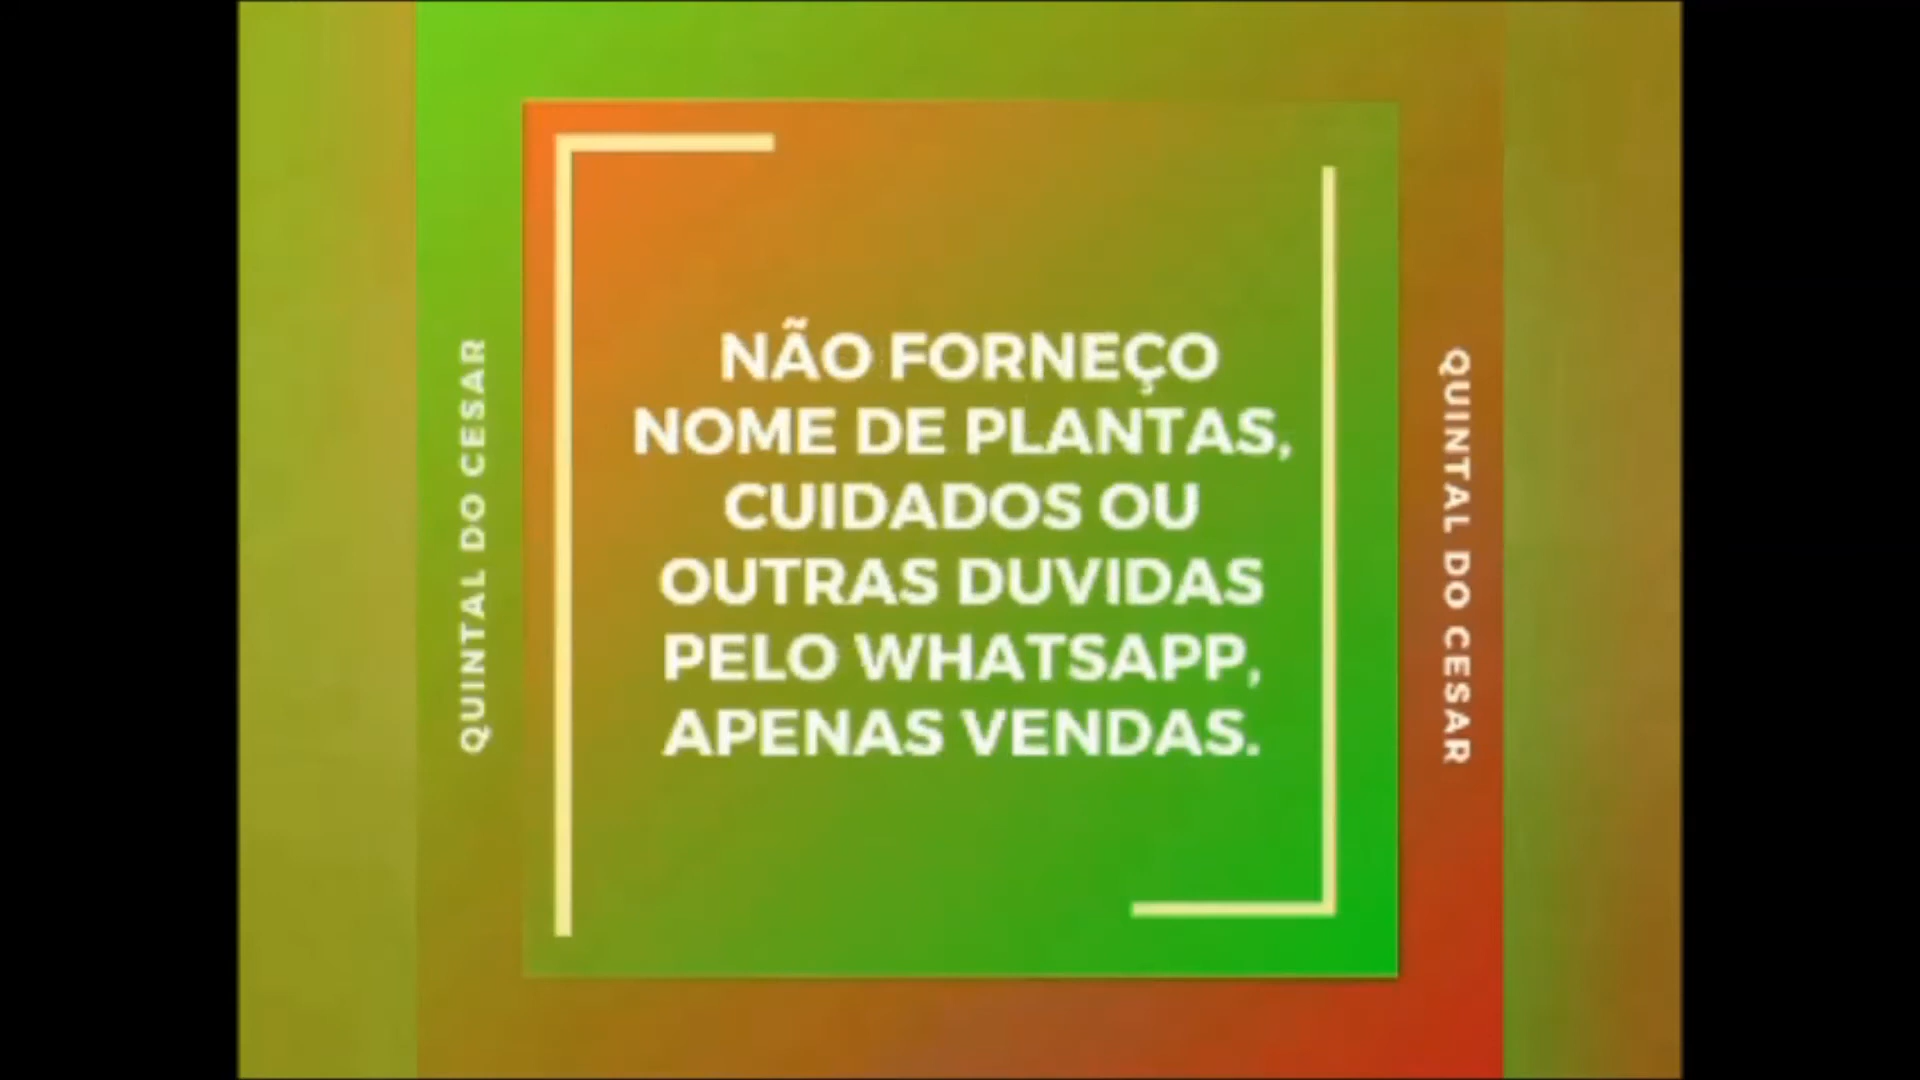 QUINTAL DO CESAR
NÃO FORNEÇO
NOME DE PLANTAS,
CUIDADOS OU
OUTRAS DUVIDAS
PELO WHATSAPP,
APENAS VENDAS.
QUINTAL DO CESAR